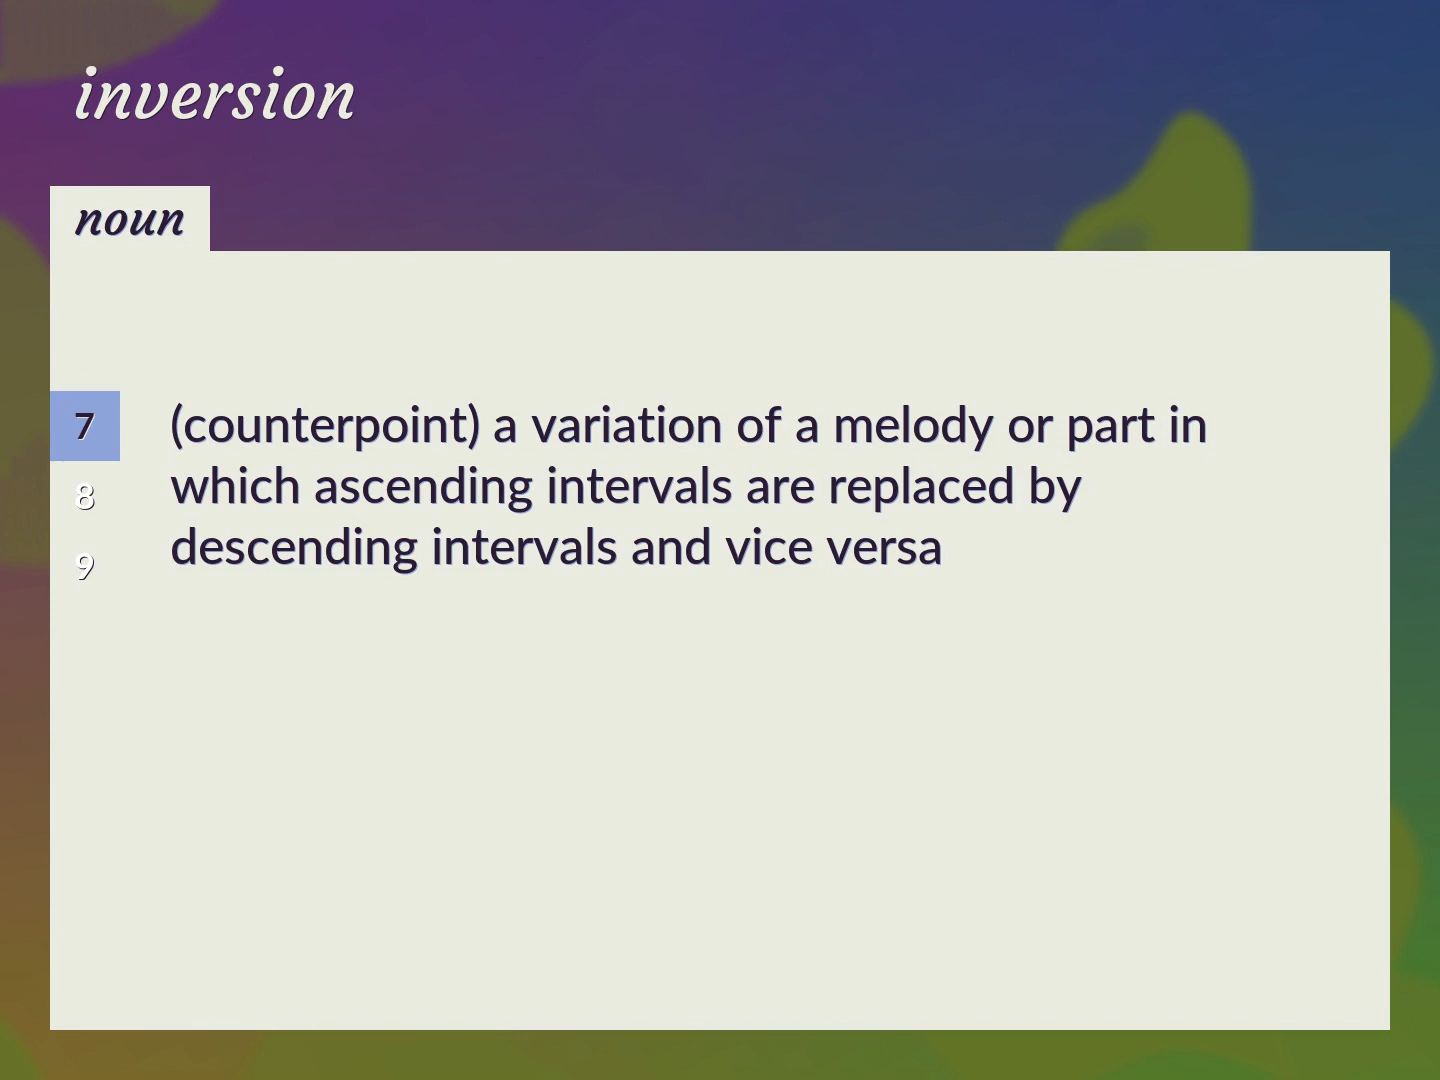 inversion
noun
7
(counterpoint) a variation of a melody or part in
which ascending intervals are replaced by
descending intervals and vice versa
8
9